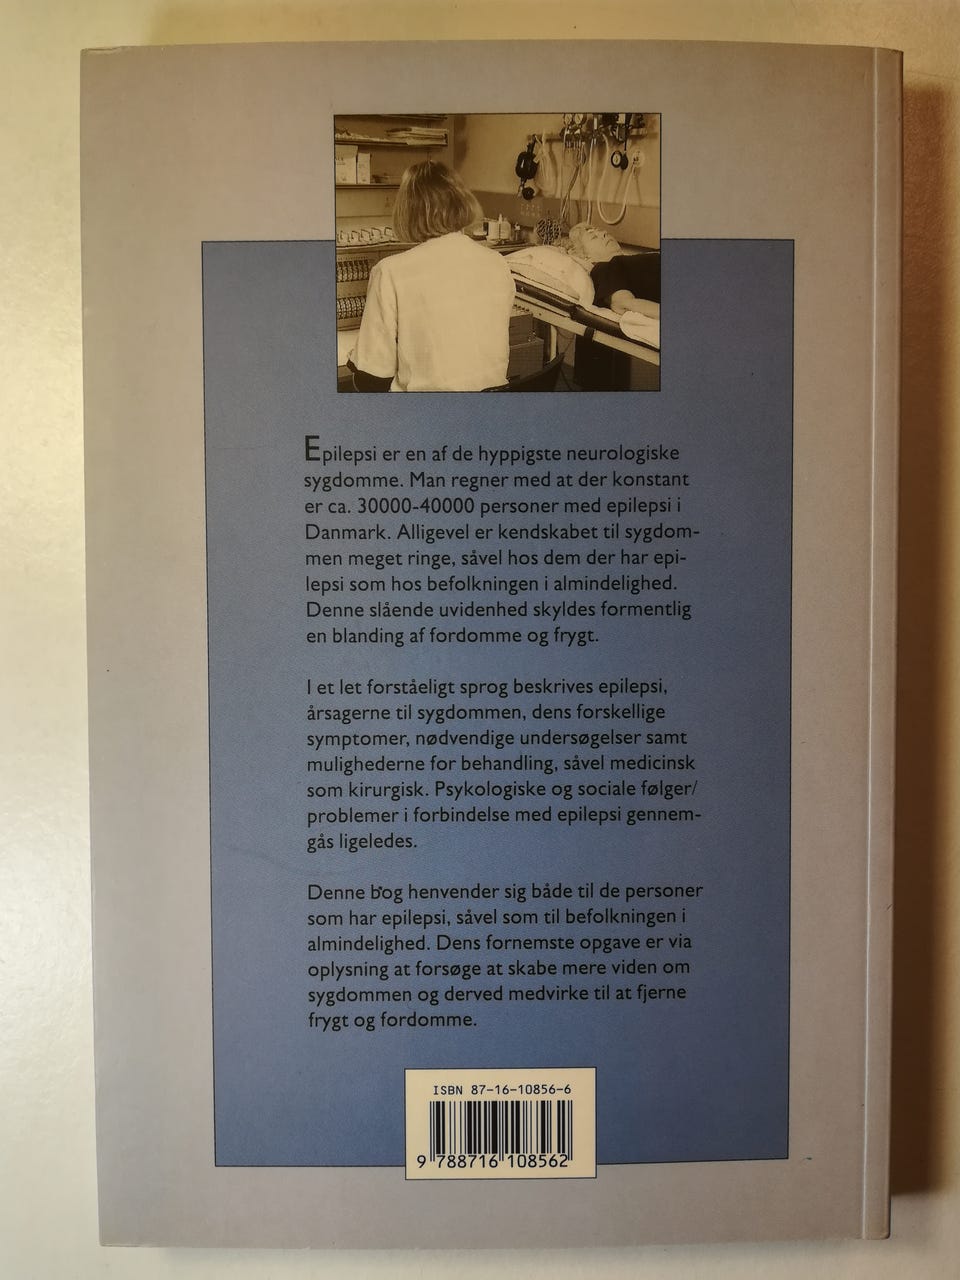 Epilepsi er en af de hyppigste neurologiske
sygdomme. Man regner med at der konstant
er ca. 30000-40000 personer med epilepsi i
Danmark. Alligevel er kendskabet til sygdom-
men meget ringe, såvel hos dem der har epi-
lepsi som hos befolkningen i almindelighed.
Denne slående uvidenhed skyldes formentlig
en blanding af fordomme og frygt.
I et let forståeligt sprog beskrives epilepsi,
årsagerne til sygdommen, dens forskellige
symptomer, nødvendige undersøgelser samt
mulighederne for behandling, såvel medicinsk
som kirurgisk. Psykologiske og sociale følger/
problemer i forbindelse med epilepsi gennem-
gås ligeledes.
Denne bog henvender sig både til de personer
som har epilepsi, såvel som til befolkningen i
almindelighed. Dens fornemste opgave er via
oplysning at forsøge at skabe mere viden om
sygdommen og derved medvirke til at fjerne
frygt og fordomme.
ISBN 87-16-10856-6
9 788716 108562